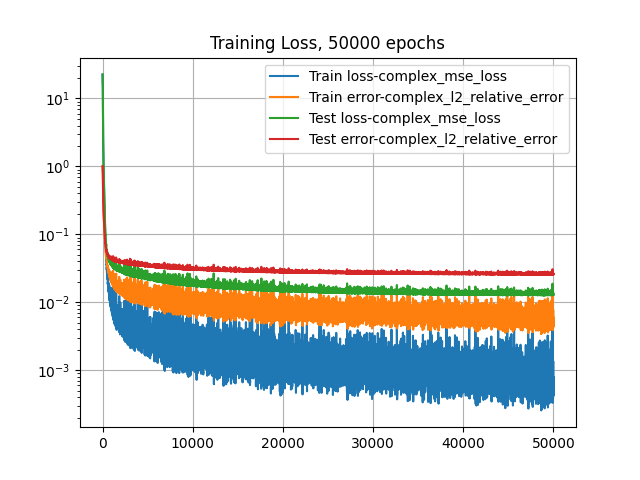 Training Loss, 50000 epochs
Train loss-complex_mse_loss
Train error-complex_l2_relative_error
Test loss-complex_mse_loss
Test error-complex_l2_relative_error
10¹
10⁰
10⁻¹
10⁻²
10⁻³
0 10000 20000 30000 40000 50000